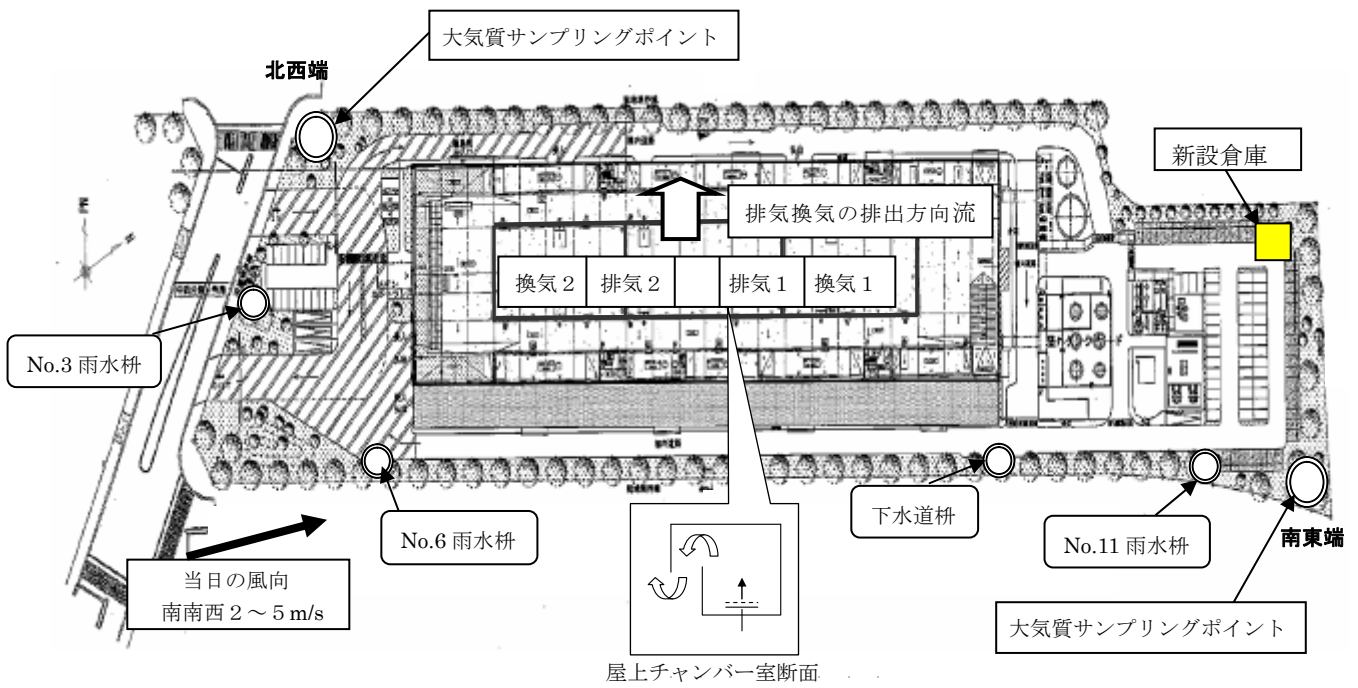 大気質サンプリングポイント
北西端
新設倉庫
排気換気の排出方向流
換気２
排気２
排気１
換気１
No.3 雨水枡
下水道枡
No.6 雨水枡
No.11 雨水枡
南東端
当日の風向
南南西２～５m/s
大気質サンプリングポイント
屋上チャンバー室断面